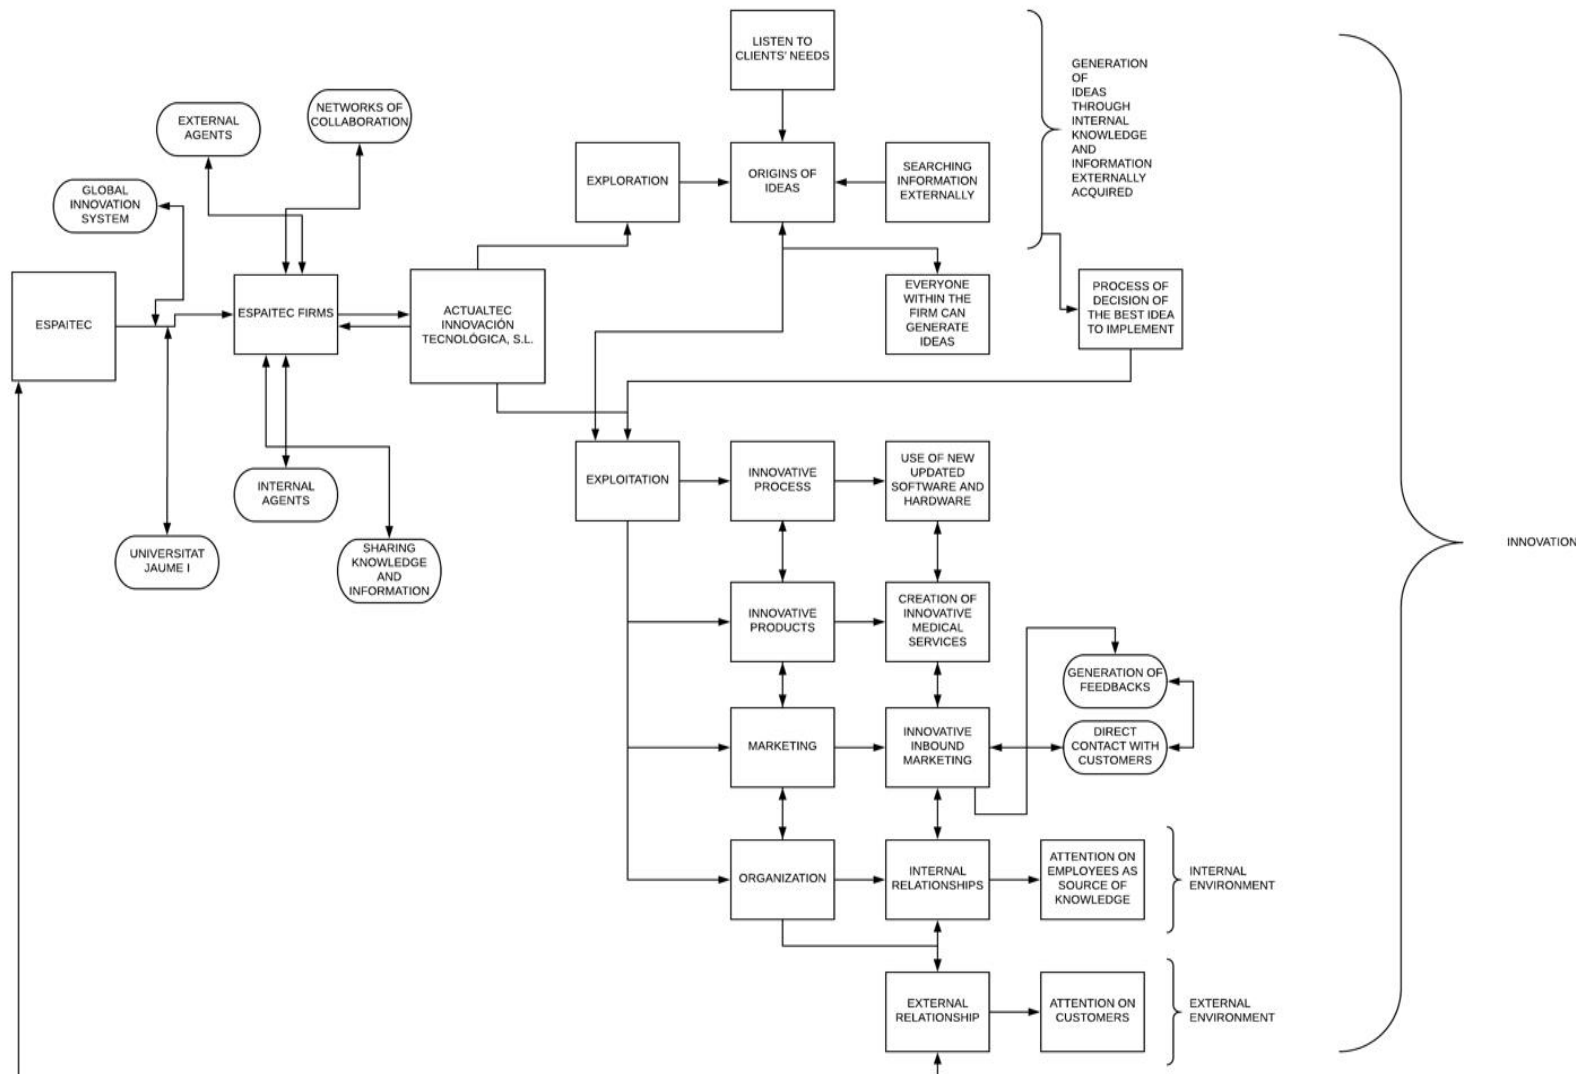 LISTEN TO
CLIENTS' NEEDS
GENERATION
OF
IDEAS
THROUGH
INTERNAL
KNOWLEDGE
AND
INFORMATION
EXTERNALLY
ACQUIRED
NETWORKS OF
COLLABORATION
EXTERNAL
AGENTS
GLOBAL
INNOVATION
SYSTEM
EXPLORATION
ORIGINS OF
IDEAS
SEARCHING
INFORMATION
EXTERNALLY
ESPAITEC
ESPAITEC FIRMS
ACTUALTEC
INNOVACIÓN
TECNOLÓGICA, S.L.
EVERYONE
WITHIN THE
FIRM CAN
GENERATE
IDEAS
PROCESS OF
DECISION OF
THE BEST IDEA
TO IMPLEMENT
INTERNAL
AGENTS
UNIVERSITAT
JAUME I
SHARING
KNOWLEDGE
AND
INFORMATION
EXPLOITATION
INNOVATIVE
PROCESS
USE OF NEW
UPDATED
SOFTWARE AND
HARDWARE
INNOVATION
INNOVATIVE
PRODUCTS
CREATION OF
INNOVATIVE
MEDICAL
SERVICES
GENERATION OF
FEEDBACKS
MARKETING
INNOVATIVE
INBOUND
MARKETING
DIRECT
CONTACT WITH
CUSTOMERS
ORGANIZATION
INTERNAL
RELATIONSHIPS
ATTENTION ON
EMPLOYEES AS
SOURCE OF
KNOWLEDGE
INTERNAL
ENVIRONMENT
EXTERNAL
RELATIONSHIP
ATTENTION ON
CUSTOMERS
EXTERNAL
ENVIRONMENT